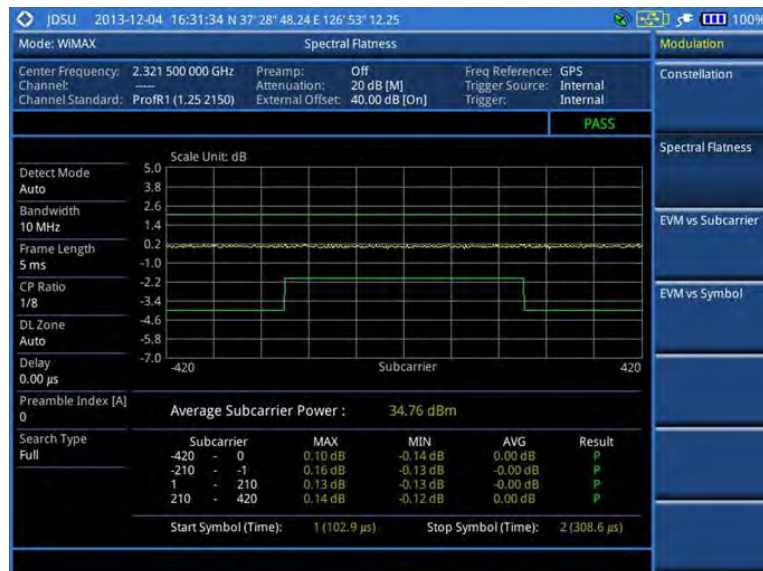 JDSU 2013-12-04 16:31:34 N 37° 28" 48.24 E 126° 53" 12.25 100%
Mode: WiMAX Spectral Flatness Modulation
Center Frequency: 2.321 500 000 GHz Preamp: Off Freq Reference: GPS
Channel: ---- Attenuation: 20 dB [M] Trigger Source: Internal
Channel Standard: ProfR1 (1,25 2150) External Offset: 40.00 dB [On] Trigger: Internal
Constellation
PASS
Spectral Flatness
EVM vs Subcarrier
EVM vs Symbol
Detect Mode
Auto
Bandwidth
10 MHz
Frame Length
5 ms
CP Ratio
1/8
DL Zone
Auto
Delay
0.00 µs
Preamble Index [A]
0
Search Type
Full
Scale Unit: dB
5.0
3.8
2.6
1.4
0.2
-1.0
-2.2
-3.4
-4.6
-5.8
-7.0
-420 Subcarrier 420
Average Subcarrier Power : 34.76 dBm
Subcarrier MAX MIN AVG Result
-420 - 0 0.10 dB -0.14 dB 0.00 dB P
-210 - -1 0.16 dB -0.13 dB -0.00 dB P
1 - 210 0.13 dB -0.13 dB -0.00 dB P
210 - 420 0.14 dB -0.12 dB 0.00 dB P
Start Symbol (Time): 1 (102.9 µs) Stop Symbol (Time): 2 (308.6 µs)